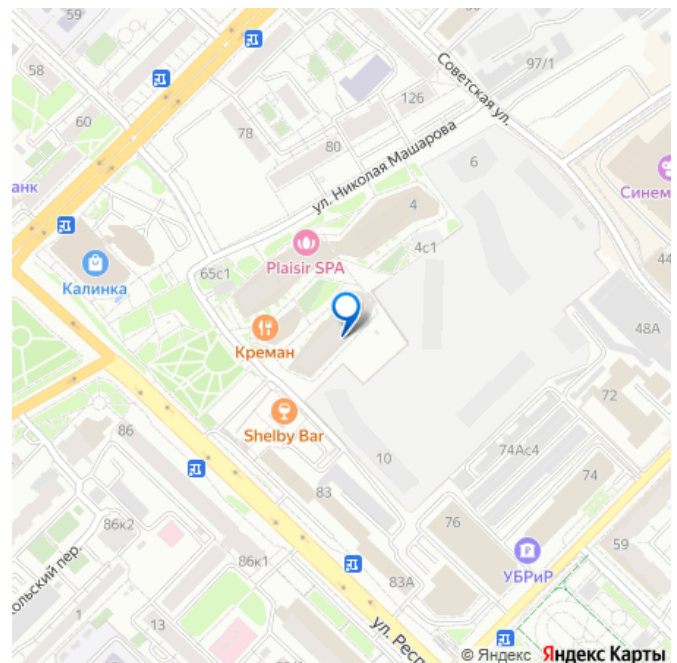 59
58
Советская ул.
97/1
126
60
78
80
ул. Николая Машарова
6
анк
Синем
4
Plaisir SPA
4с1
44
65с1
Калинка
48А
Креман
72
86
Shelby Bar
10
74Ас4
74
83
76
86к2
59
86к1
УБРиР
83А
ольский пер.
1
13
ул. Респ
© Яндекс Яндекс Карты